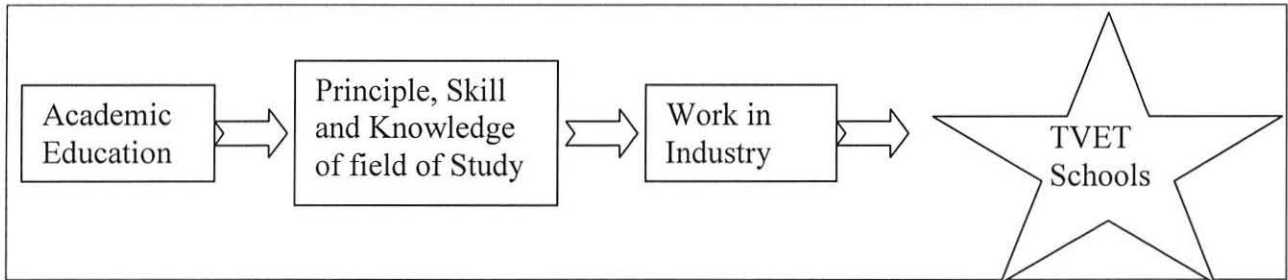 Academic
Education
Principle, Skill
and Knowledge
of field of Study
Work in
Industry
TVET
Schools